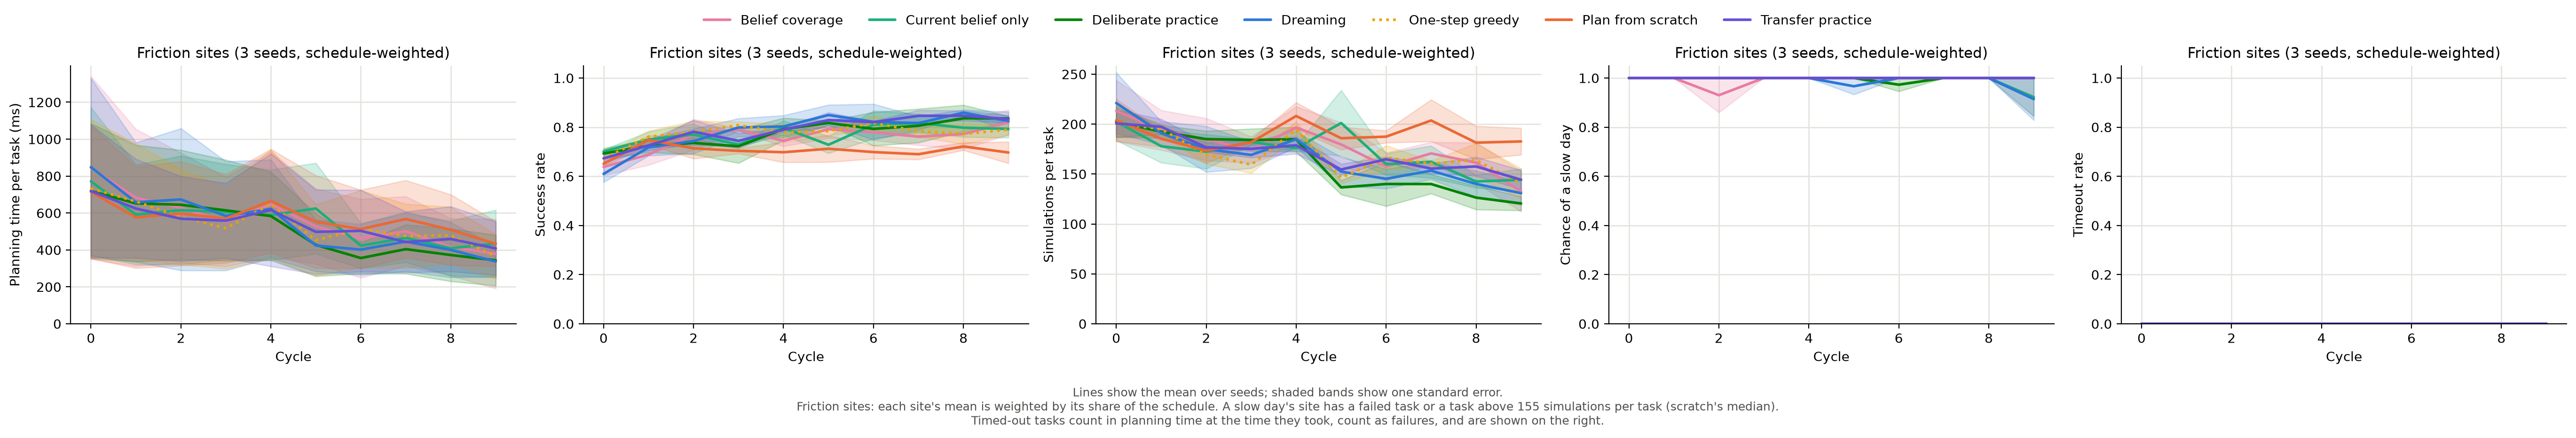 Belief coverage Current belief only Deliberate practice Dreaming One-step greedy Plan from scratch Transfer practice
Friction sites (3 seeds, schedule-weighted)
Planning time per task (ms)
0
200
400
600
800
1000
1200
0 2 4 6 8
Cycle
Friction sites (3 seeds, schedule-weighted)
Success rate
0.0
0.2
0.4
0.6
0.8
1.0
0 2 4 6 8
Cycle
Friction sites (3 seeds, schedule-weighted)
Simulations per task
0
50
100
150
200
250
0 2 4 6 8
Cycle
Friction sites (3 seeds, schedule-weighted)
Chance of a slow day
0.0
0.2
0.4
0.6
0.8
1.0
0 2 4 6 8
Cycle
Friction sites (3 seeds, schedule-weighted)
Timeout rate
0.0
0.2
0.4
0.6
0.8
1.0
0 2 4 6 8
Cycle
Lines show the mean over seeds; shaded bands show one standard error.
Friction sites: each site's mean is weighted by its share of the schedule. A slow day's site has a failed task or a task above 155 simulations per task (scratch's median).
Timed-out tasks count in planning time at the time they took, count as failures, and are shown on the right.